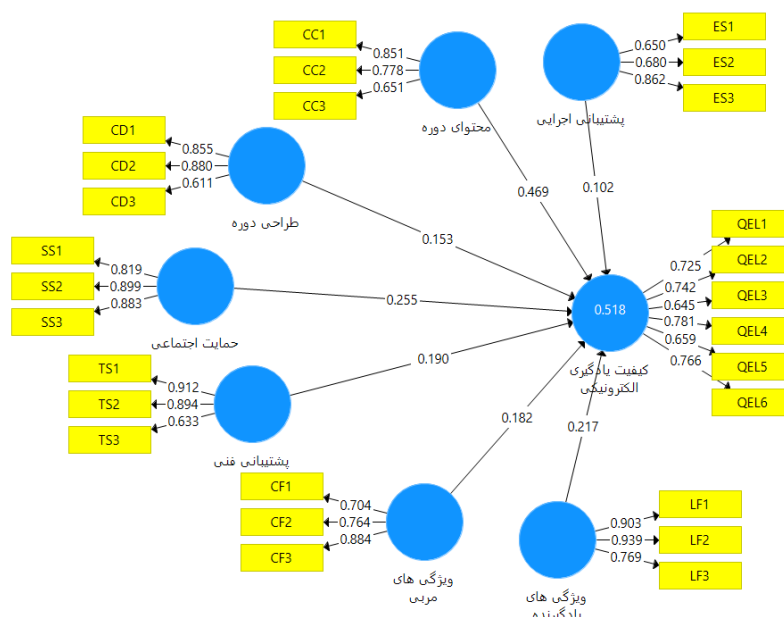 CC1
CC2
CC3
0.851
0.778
0.651
محتوای دوره
ES1
ES2
ES3
0.650
0.680
0.862
پشتیبانی اجرایی
CD1
CD2
CD3
0.855
0.880
0.611
طراحی دوره
0.469
0.102
0.153
SS1
SS2
SS3
0.819
0.899
0.883
حمایت اجتماعی
0.255
QEL1
QEL2
QEL3
QEL4
QEL5
QEL6
0.725
0.742
0.645
0.781
0.659
0.766
0.518
کیفیت یادگیری
الکترونیکی
TS1
TS2
TS3
0.912
0.894
0.633
پشتیبانی فنی
0.190
0.182
0.217
CF1
CF2
CF3
0.704
0.764
0.884
ویژگی های
مربی
LF1
LF2
LF3
0.903
0.939
0.769
ویژگی های
یادگیرنده